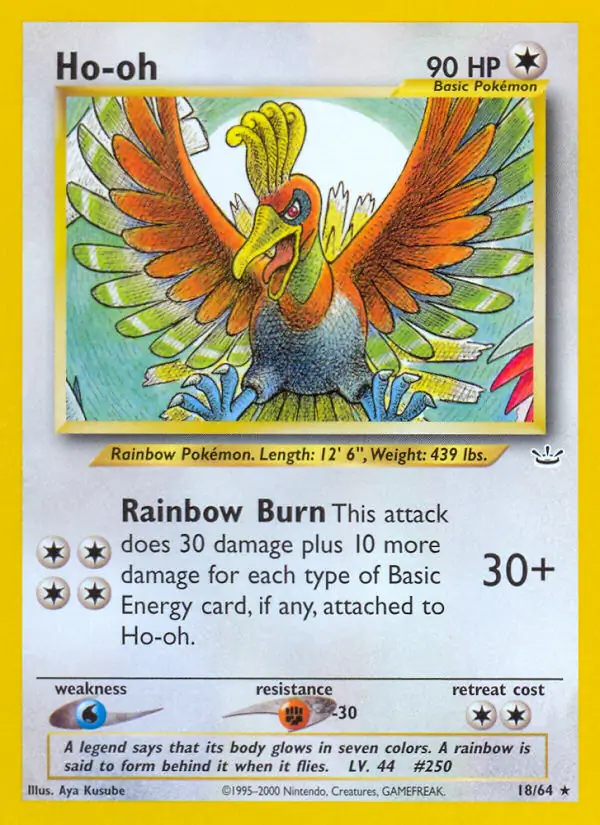 Ho-oh
90 HP
Basic Pokémon
Rainbow Pokémon. Length: 12' 6", Weight: 439 lbs.
Rainbow Burn This attack
does 30 damage plus 10 more
damage for each type of Basic
Energy card, if any, attached to
Ho-oh.
30+
weakness
resistance
retreat cost
-30
A legend says that its body glows in seven colors. A rainbow is
said to form behind it when it flies. LV. 44 #250
Illus. Aya Kusube
©1995-2000 Nintendo, Creatures, GAMEFREAK.
18/64 ★